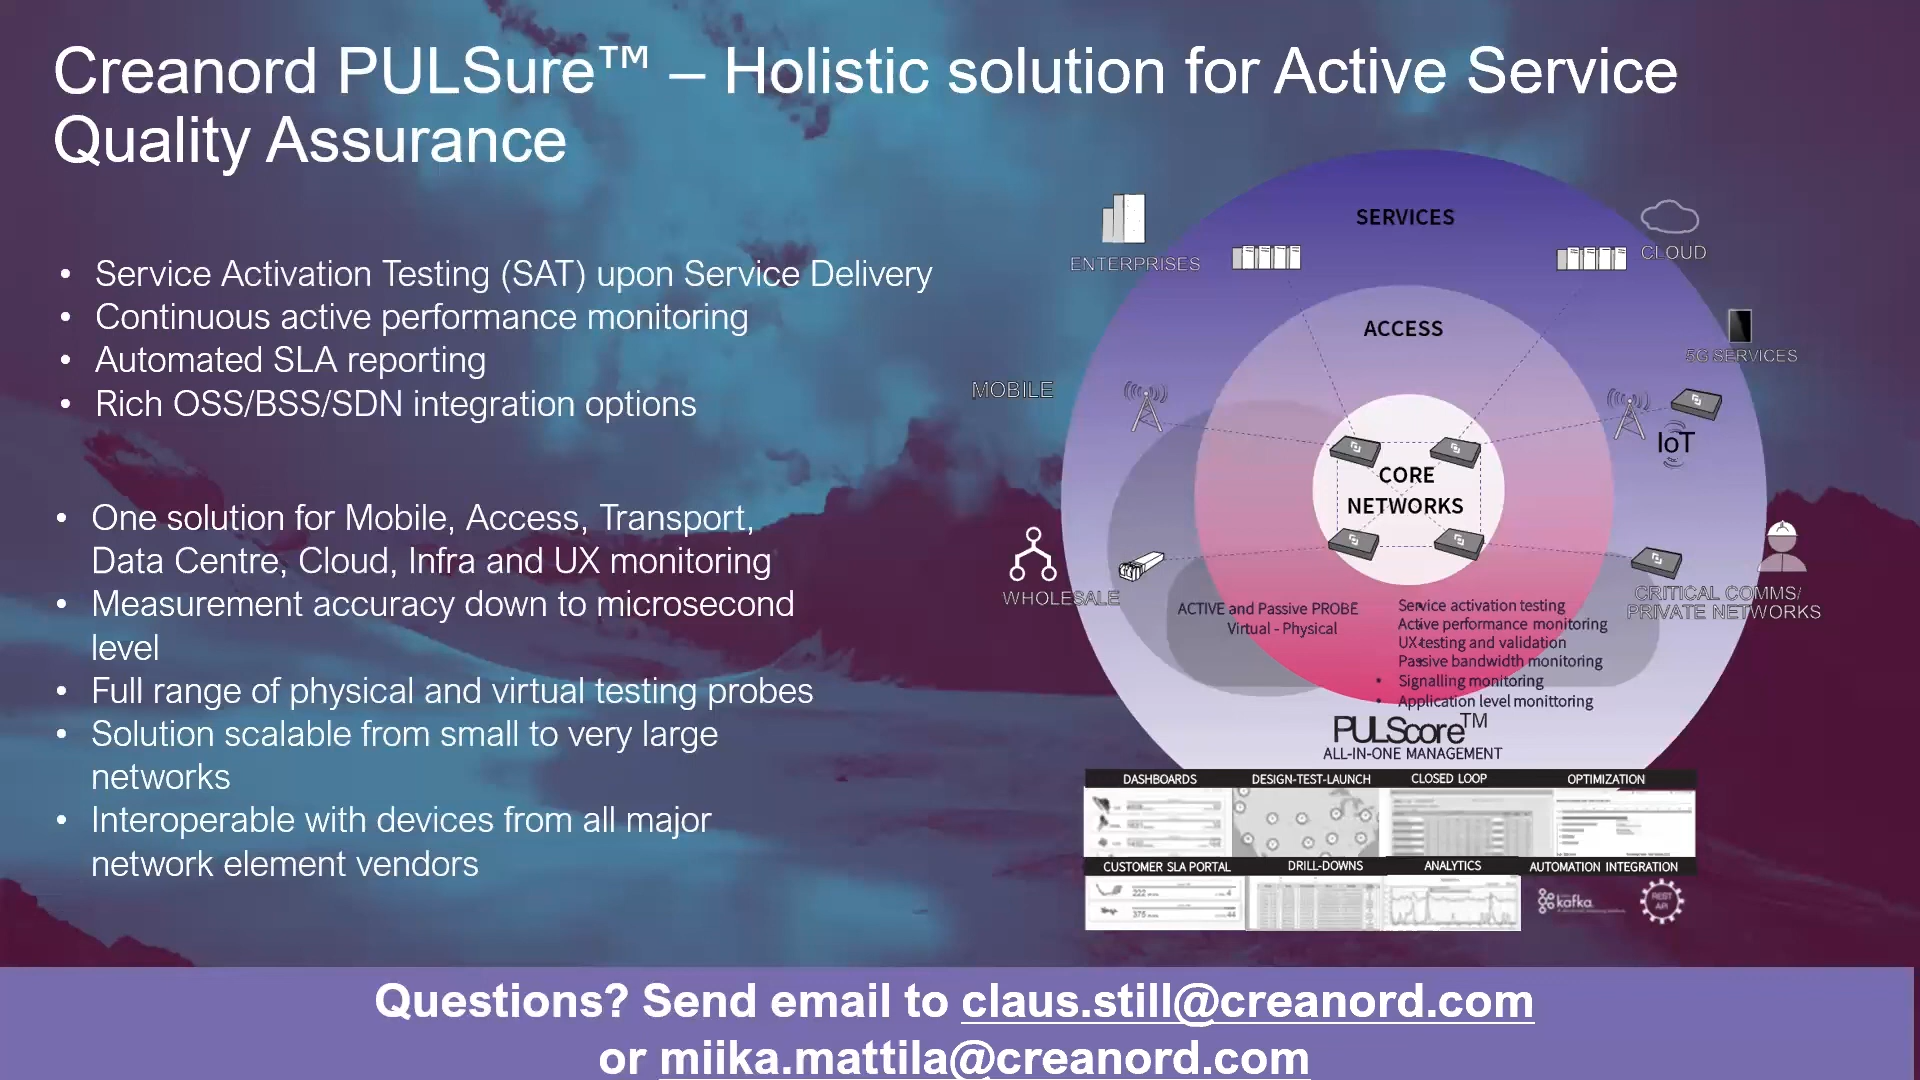 Creanord PULSure™ – Holistic solution for Active Service
Quality Assurance
• Service Activation Testing (SAT) upon Service Delivery
• Continuous active performance monitoring
• Automated SLA reporting
• Rich OSS/BSS/SDN integration options
• One solution for Mobile, Access, Transport,
Data Centre, Cloud, Infra and UX monitoring
• Measurement accuracy down to microsecond
level
• Full range of physical and virtual testing probes
• Solution scalable from small to very large
networks
• Interoperable with devices from all major
network element vendors
SERVICES
ENTERPRISES
CLOUD
ACCESS
5G SERVICES
MOBILE
IoT
CORE
NETWORKS
WHOLESALE
CRITICAL COMMS/
PRIVATE NETWORKS
ACTIVE and Passive PROBE
Virtual - Physical
Service activation testing
Active performance monitoring
UX testing and validation
Passive bandwidth monitoring
• Signalling monitoring
• Application level monittoring
PULScore™
ALL-IN-ONE MANAGEMENT
DASHBOARDS DESIGN-TEST-LAUNCH CLOSED LOOP OPTIMIZATION
CUSTOMER SLA PORTAL DRILL-DOWNS ANALYTICS AUTOMATION INTEGRATION
222 4
375 44
kafka
REST
API
Questions? Send email to claus.still@creanord.com
or miika.mattila@creanord.com